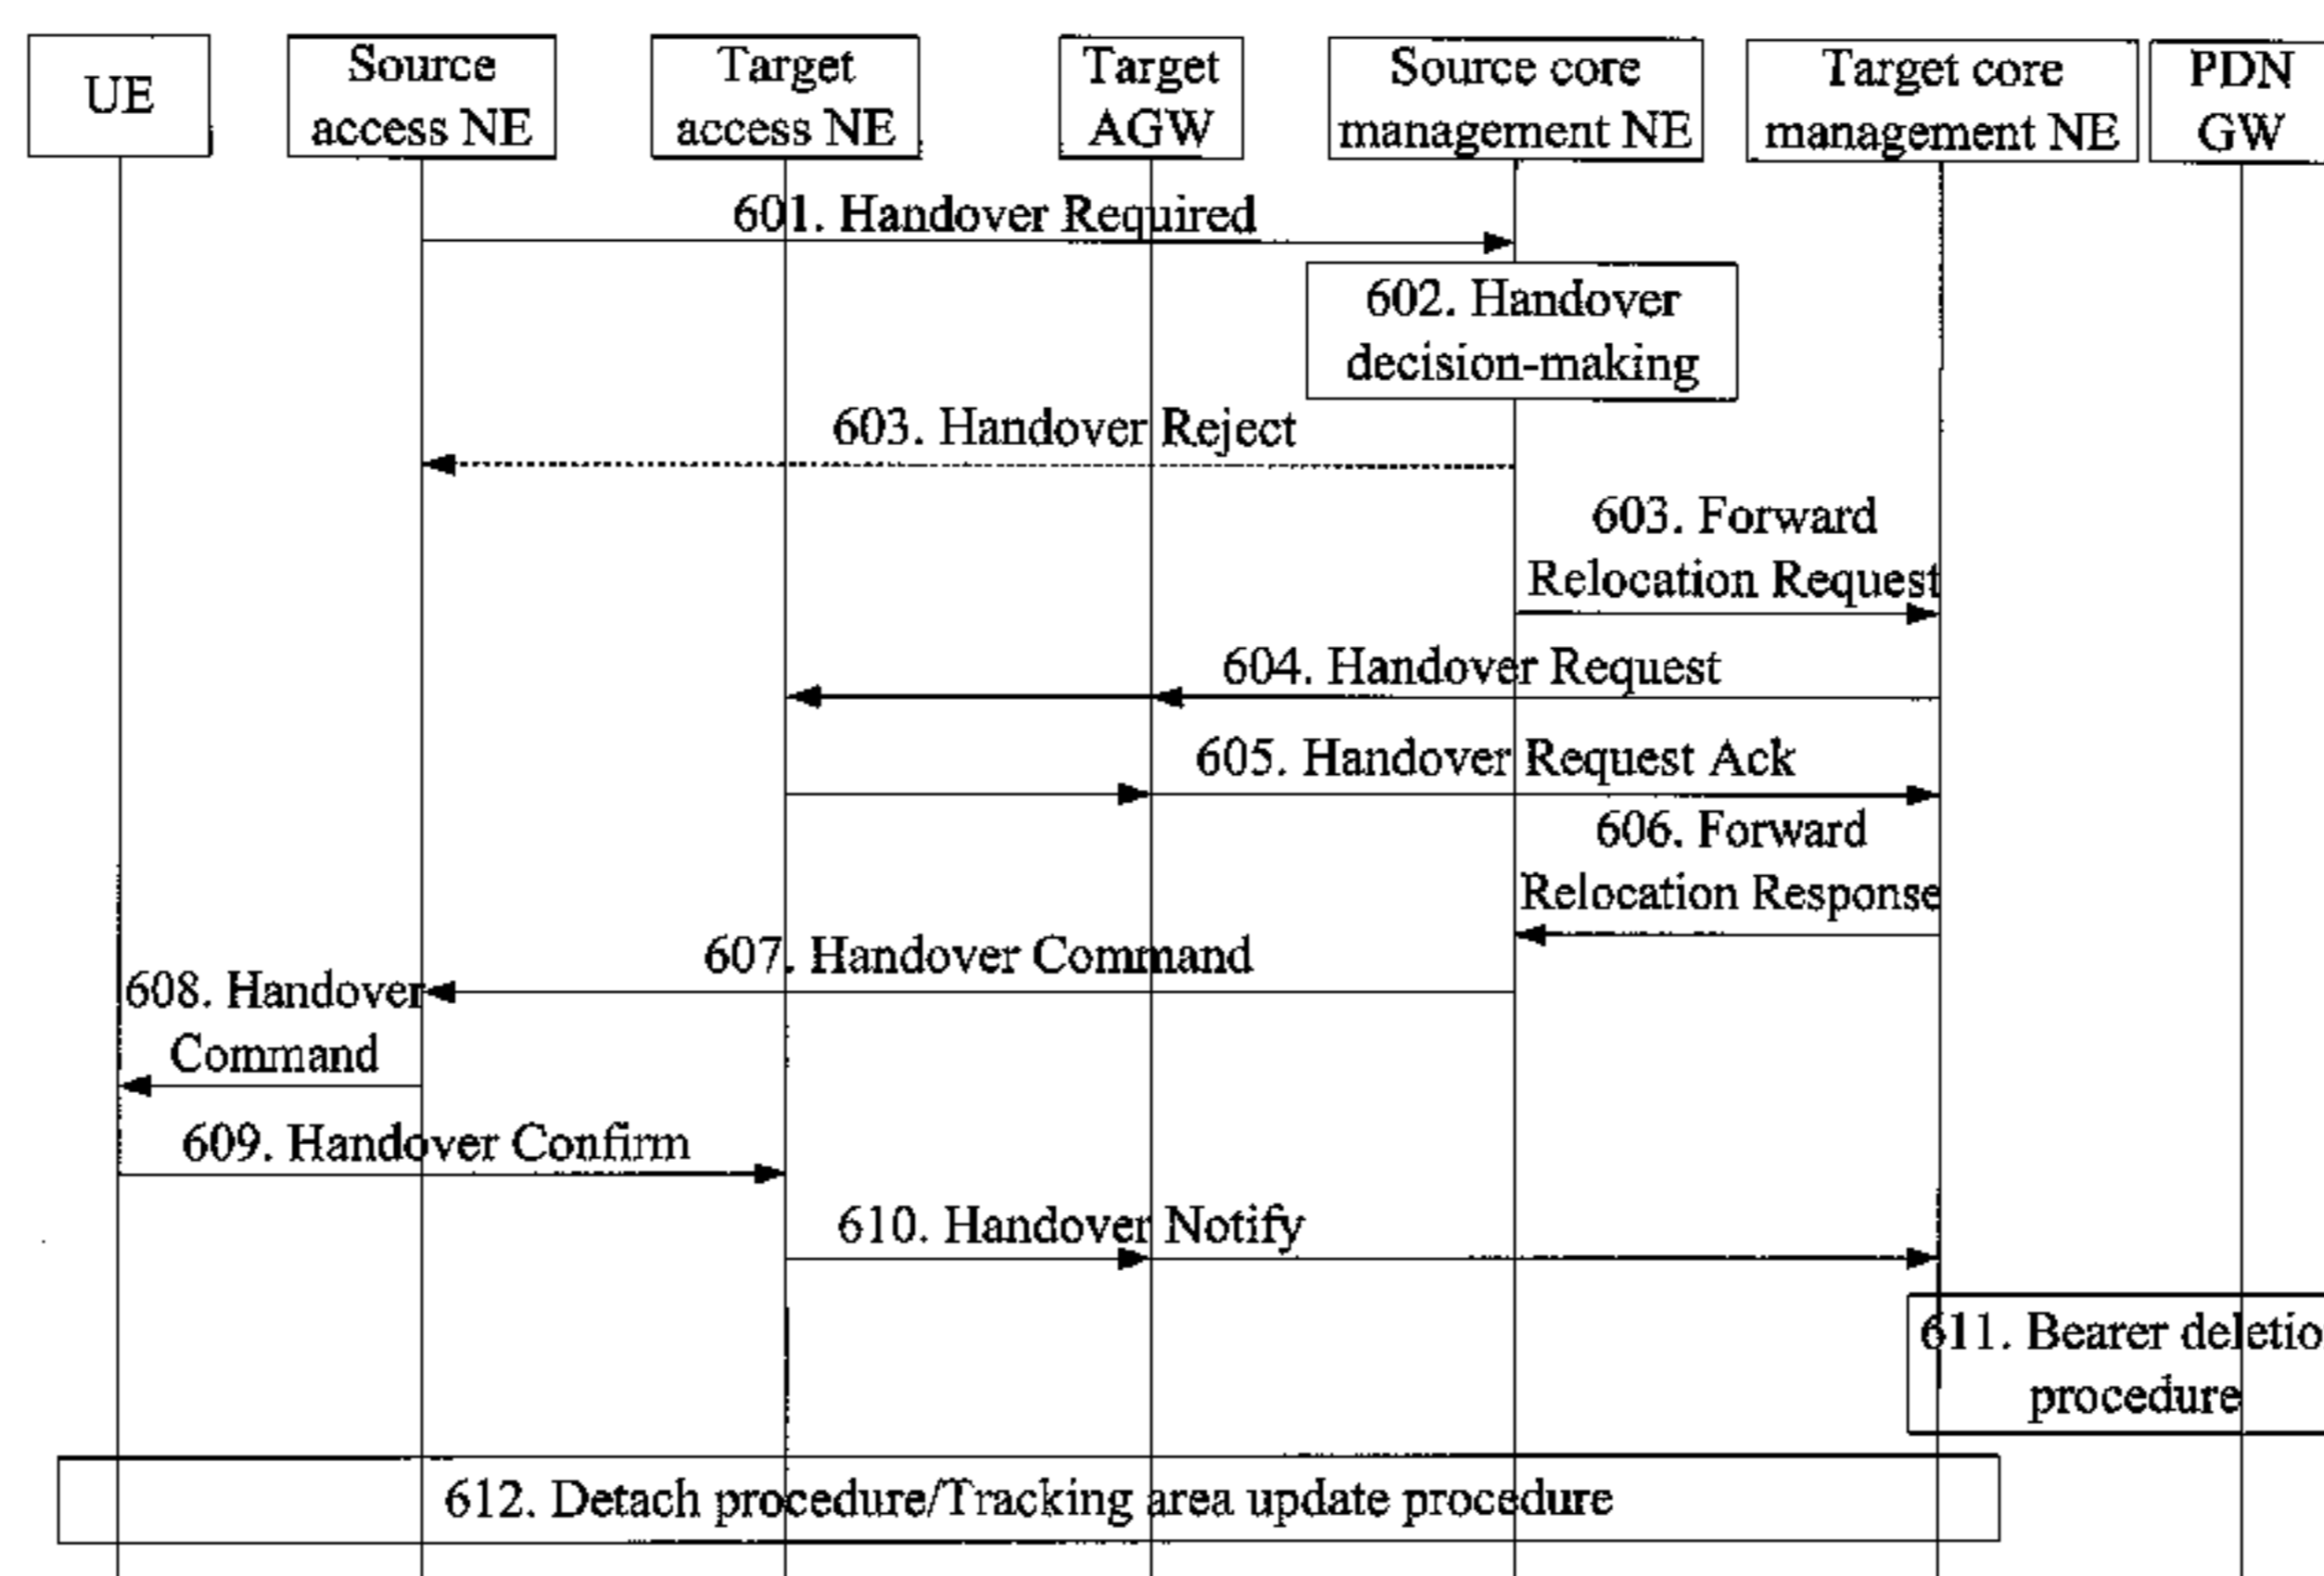 UE
Source
access NE
Target
access NE
Target
AGW
Source core
management NE
Target core
management NE
PDN
GW
601. Handover Required
602. Handover
decision-making
603. Handover Reject
603. Forward
Relocation Request
604. Handover Request
605. Handover Request Ack
606. Forward
Relocation Response
607. Handover Command
608. Handover
Command
609. Handover Confirm
610. Handover Notify
611. Bearer deletio
procedure
612. Detach procedure/Tracking area update procedure